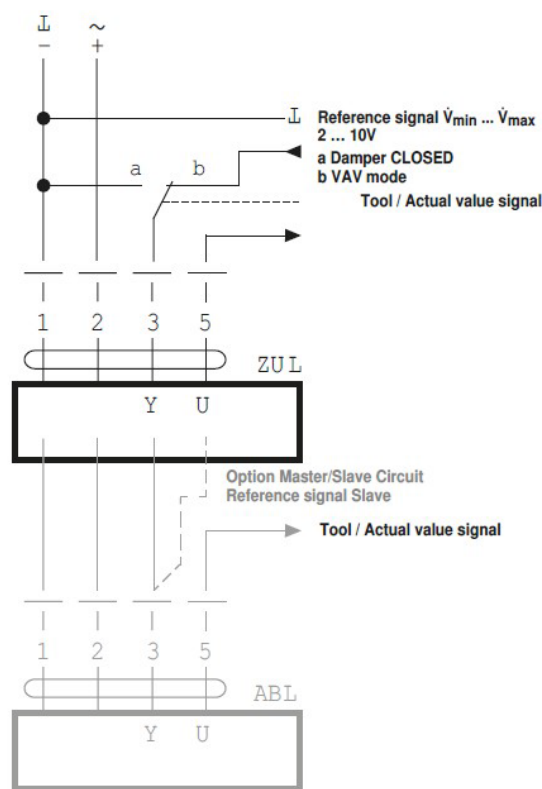 ⊥ ~
- +
⊥ Reference signal V̇min ... V̇max
2 ... 10V
a b a Damper CLOSED
b VAV mode
Tool / Actual value signal
1 2 3 5
ZUL
Y U
Option Master/Slave Circuit
Reference signal Slave
Tool / Actual value signal
1 2 3 5
ABL
Y U